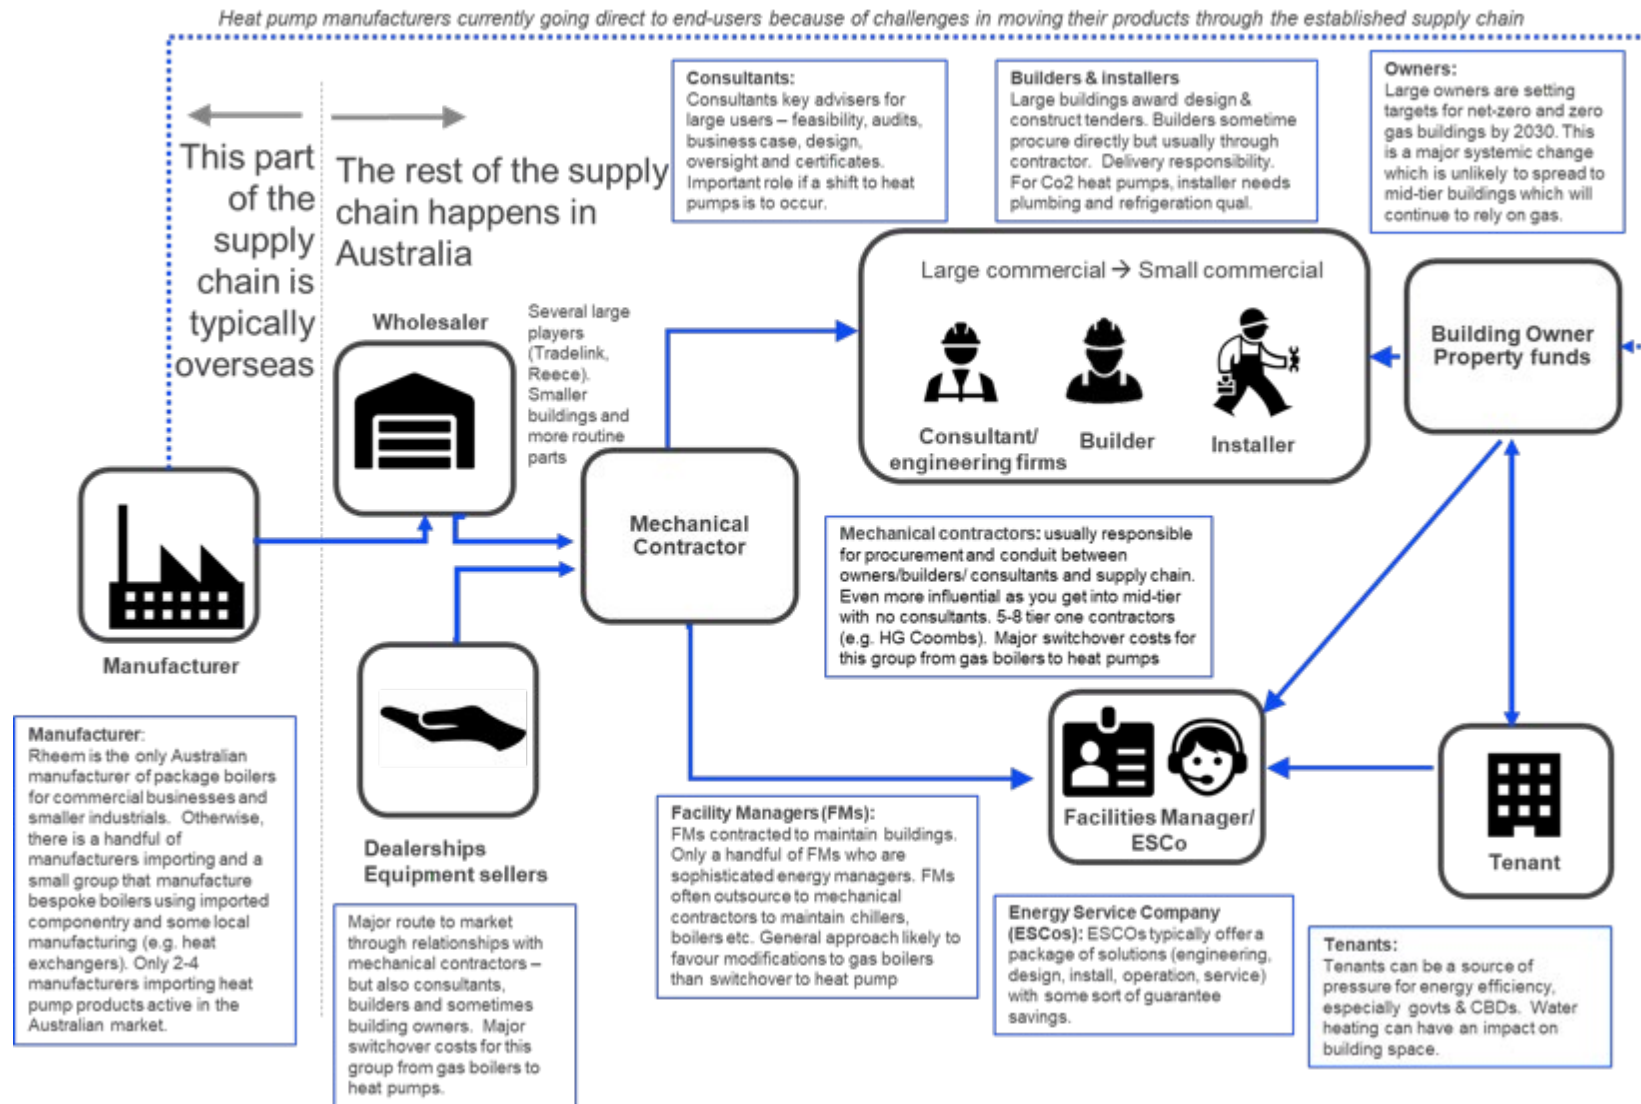 Heat pump manufacturers currently going direct to end-users because of challenges in moving their products through the established supply chain
This part
of the
supply
chain is
typically
overseas
The rest of the supply
chain happens in
Australia
Consultants:
Consultants key advisers for
large users – feasibility, audits,
business case, design,
oversight and certificates.
Important role if a shift to heat
pumps is to occur.
Builders & installers
Large buildings award design &
construct tenders. Builders sometime
procure directly but usually through
contractor. Delivery responsibility.
For Co2 heat pumps, installer needs
plumbing and refrigeration qual.
Owners:
Large owners are setting
targets for net-zero and zero
gas buildings by 2030. This
is a major systemic change
which is unlikely to spread to
mid-tier buildings which will
continue to rely on gas.
Wholesaler
Several large
players
(Tradelink,
Reece).
Smaller
buildings and
more routine
parts
Large commercial → Small commercial
Consultant/
engineering firms
Builder
Installer
Building Owner
Property funds
Manufacturer
Mechanical
Contractor
Mechanical contractors: usually responsible
for procurement and conduit between
owners/builders/ consultants and supply chain.
Even more influential as you get into mid-tier
with no consultants. 5-8 tier one contractors
(e.g. HG Coombs). Major switchover costs for
this group from gas boilers to heat pumps
Manufacturer:
Rheem is the only Australian
manufacturer of package boilers
for commercial businesses and
smaller industrials. Otherwise,
there is a handful of
manufacturers importing and a
small group that manufacture
bespoke boilers using imported
componentry and some local
manufacturing (e.g. heat
exchangers). Only 2-4
manufacturers importing heat
pump products active in the
Australian market.
Dealerships
Equipment sellers
Major route to market
through relationships with
mechanical contractors –
but also consultants,
builders and sometimes
building owners. Major
switchover costs for this
group from gas boilers to
heat pumps.
Facility Managers (FMs):
FMs contracted to maintain buildings.
Only a handful of FMs who are
sophisticated energy managers. FMs
often outsource to mechanical
contractors to maintain chillers,
boilers etc. General approach likely to
favour modifications to gas boilers
than switchover to heat pump
Facilities Manager/
ESCo
Energy Service Company
(ESCos): ESCOs typically offer a
package of solutions (engineering,
design, install, operation, service)
with some sort of guarantee
savings.
Tenant
Tenants:
Tenants can be a source of
pressure for energy efficiency,
especially govts & CBDs. Water
heating can have an impact on
building space.